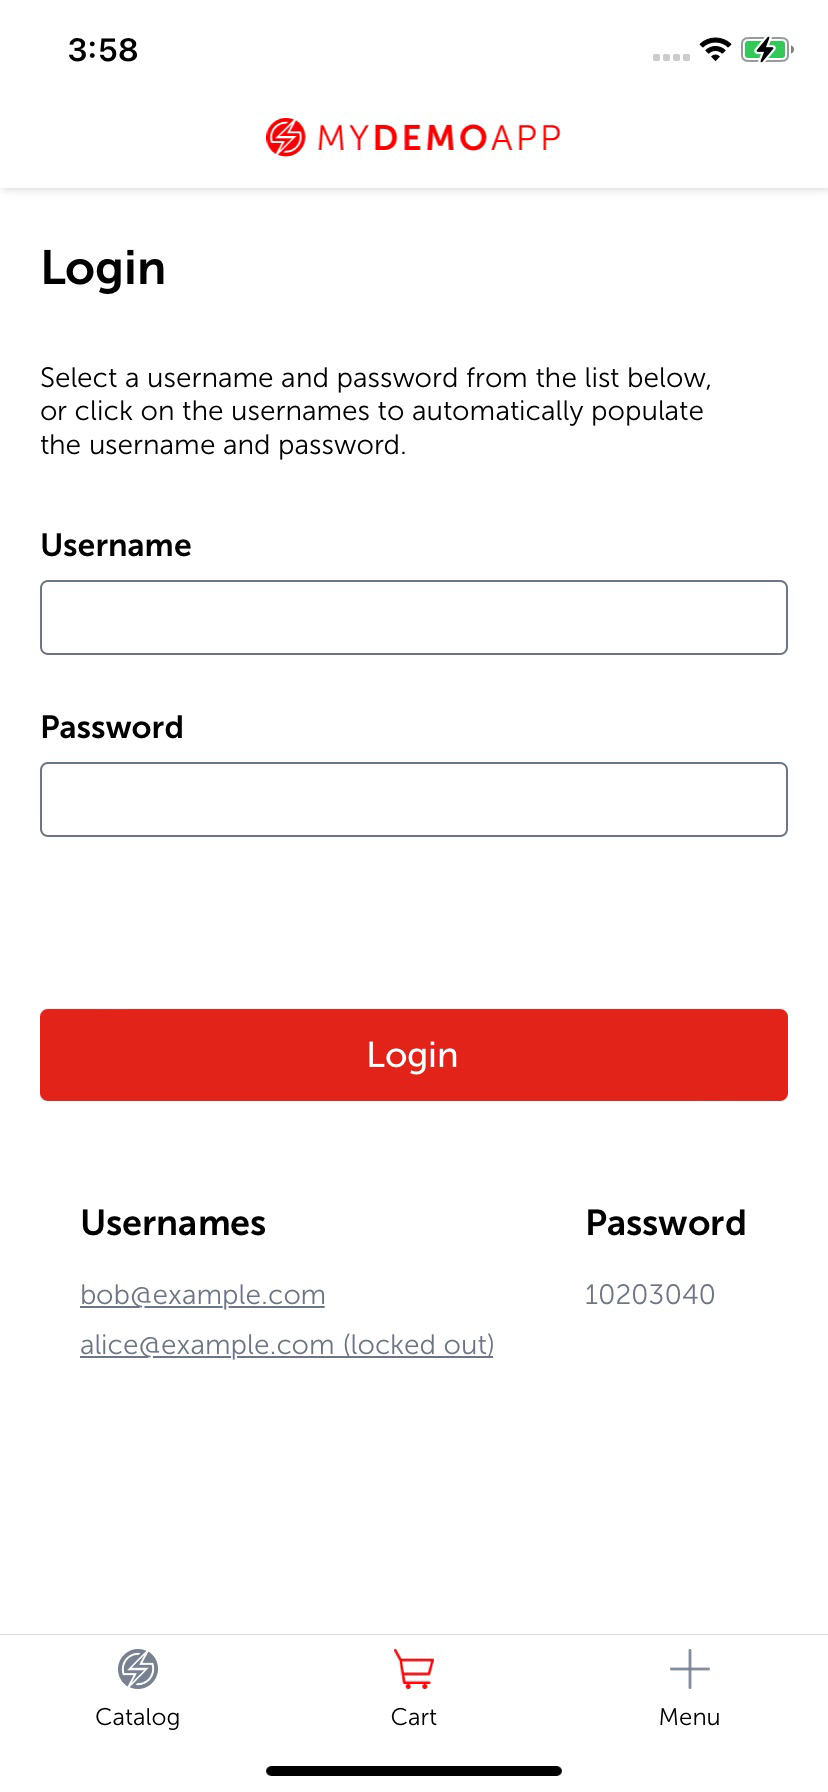 3:58
MYDEMOAPP
Login
Select a username and password from the list below,
or click on the usernames to automatically populate
the username and password.
Username
Password
Login
Usernames Password
bob@example.com 10203040
alice@example.com (locked out)
Catalog Cart Menu